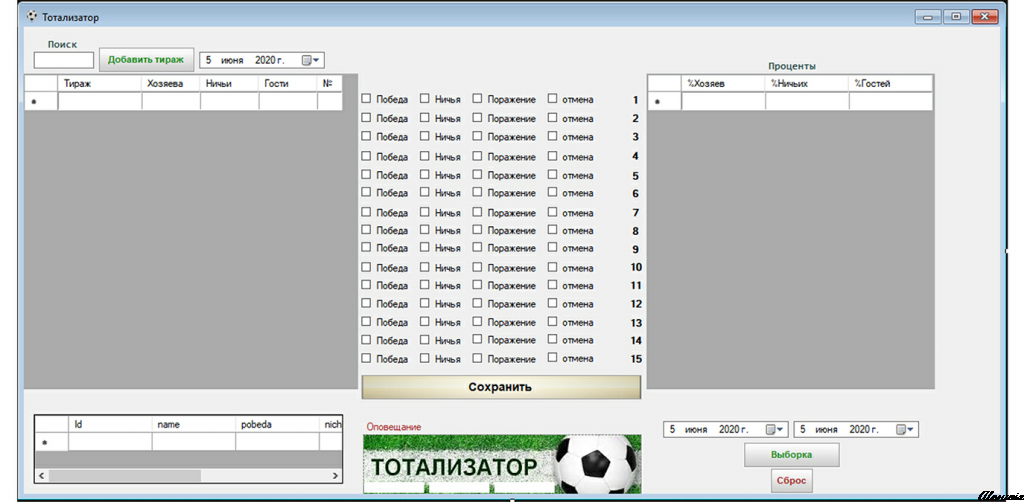 Тотализатор
Поиск
Добавить тираж
5 июня 2020 г.
Тираж Хозяева Ничьи Гости №
Победа Ничья Поражение отмена 1
Победа Ничья Поражение отмена 2
Победа Ничья Поражение отмена 3
Победа Ничья Поражение отмена 4
Победа Ничья Поражение отмена 5
Победа Ничья Поражение отмена 6
Победа Ничья Поражение отмена 7
Победа Ничья Поражение отмена 8
Победа Ничья Поражение отмена 9
Победа Ничья Поражение отмена 10
Победа Ничья Поражение отмена 11
Победа Ничья Поражение отмена 12
Победа Ничья Поражение отмена 13
Победа Ничья Поражение отмена 14
Победа Ничья Поражение отмена 15
Сохранить
Проценты
%Хозяев %Ничьих %Гостей
Id name pobeda nich
Оповещание
ТОТАЛИЗАТОР
5 июня 2020 г. 5 июня 2020 г.
Выборка
Сброс